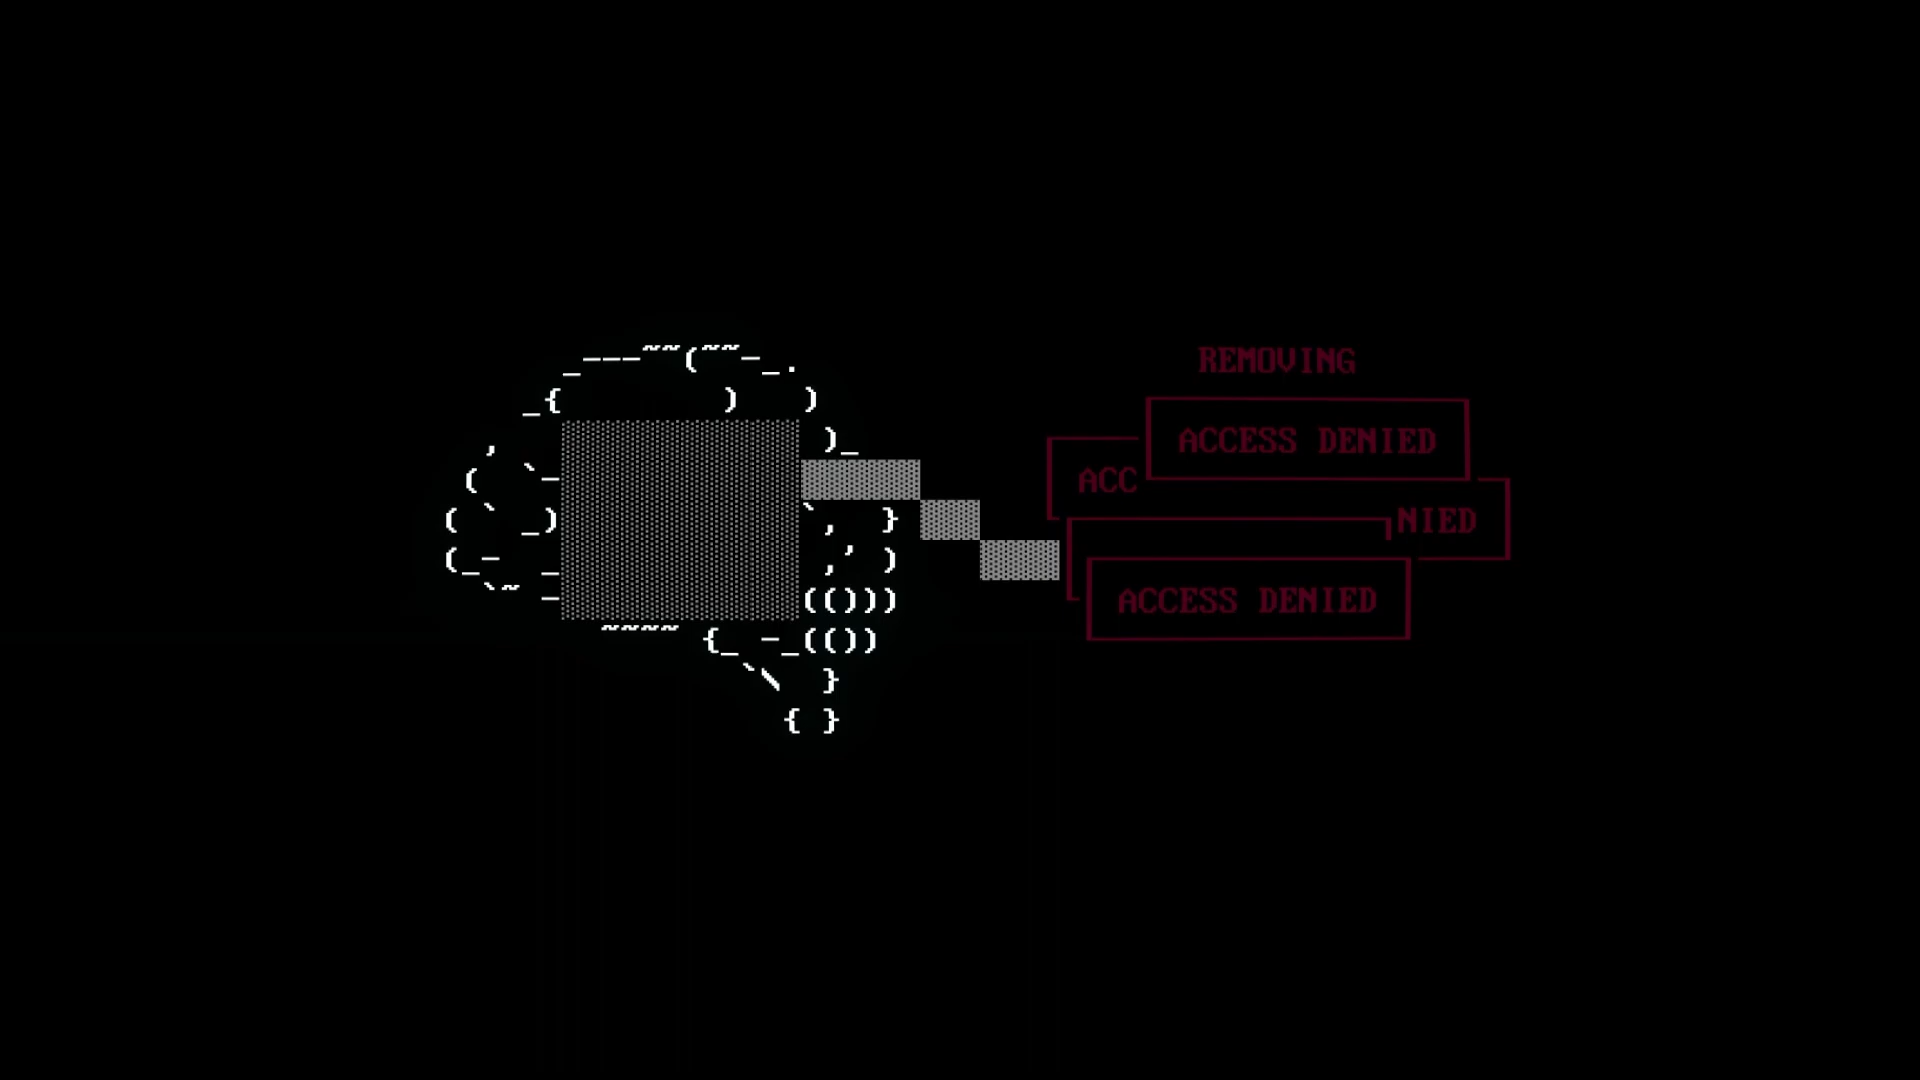 REMOVING
ACCESS DENIED
ACC
NIED
ACCESS DENIED